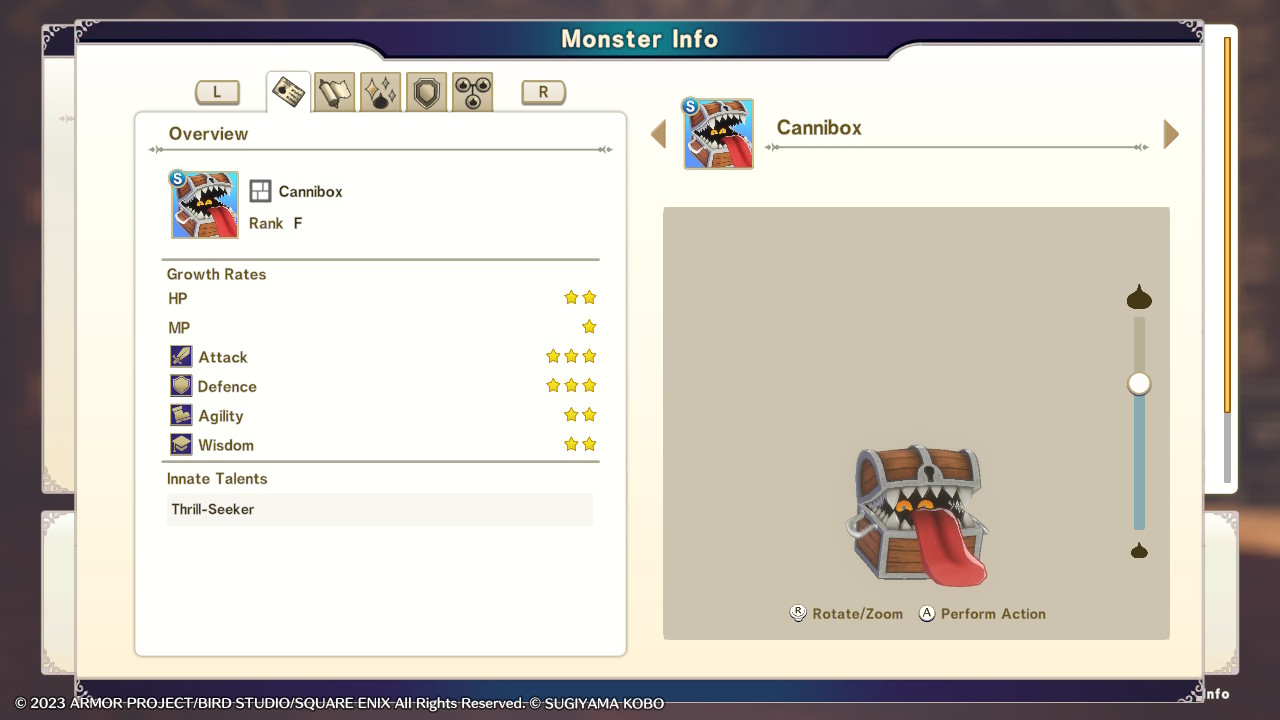 Monster Info
L
R
Overview
S
Cannibox
Rank F
Growth Rates
HP
MP
Attack
Defence
Agility
Wisdom
Innate Talents
Thrill-Seeker
S
Cannibox
R Rotate/Zoom A Perform Action
Info
© 2023 ARMOR PROJECT/BIRD STUDIO/SQUARE ENIX All Rights Reserved. © SUGIYAMA KOBO